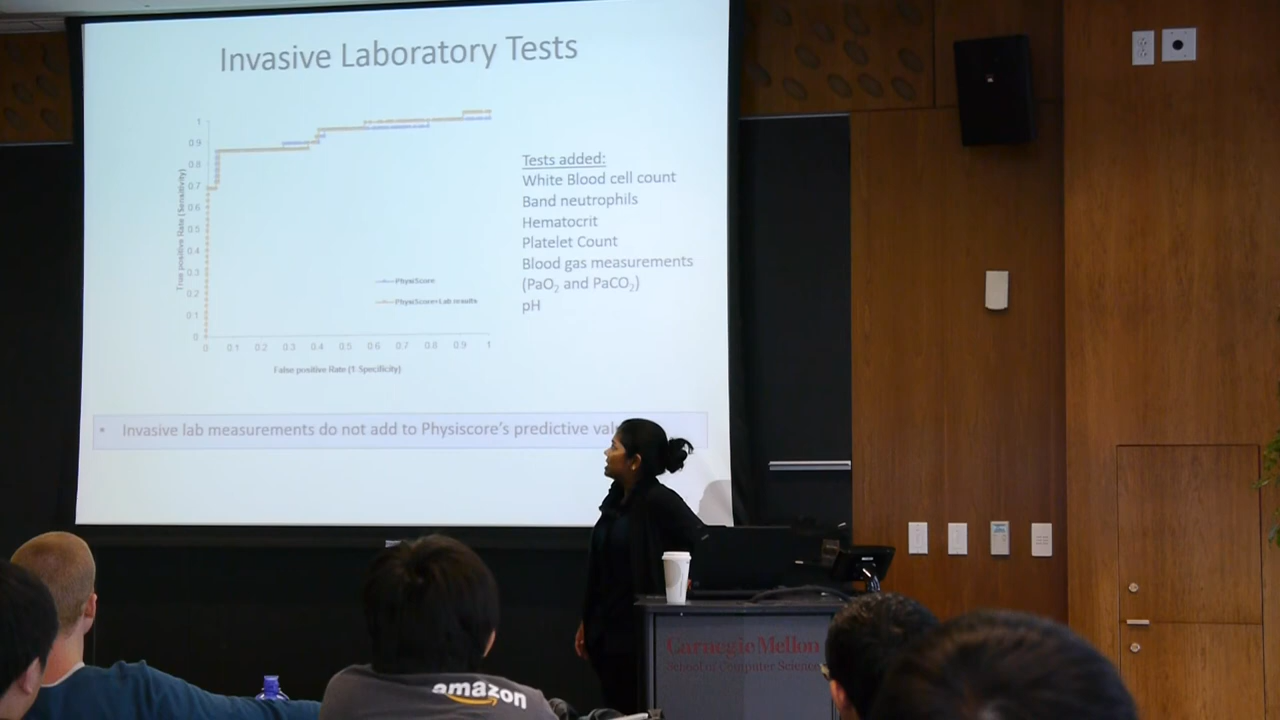 Invasive Laboratory Tests
1
0.9
0.8
0.7
0.6
0.5
0.4
0.3
0.2
0.1
0
True positive Rate (Sensitivity)
PhysiScore
PhysiScore+Lab results
0 0.1 0.2 0.3 0.4 0.5 0.6 0.7 0.8 0.9 1
False positive Rate (1-Specificity)
Tests added:
White Blood cell count
Band neutrophils
Hematocrit
Platelet Count
Blood gas measurements
(PaO₂ and PaCO₂)
pH
▪ Invasive lab measurements do not add to Physiscore's predictive
Carnegie Mellon
School of Computer Science
amazon